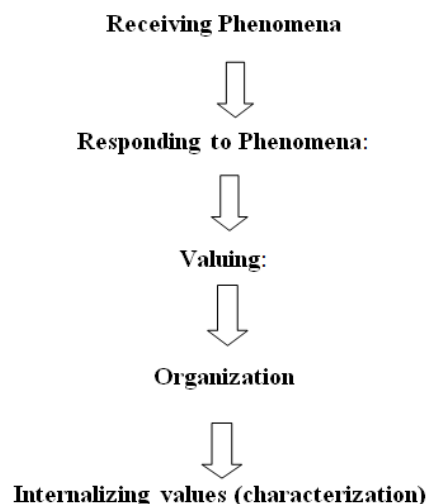 Receiving Phenomena
Responding to Phenomena:
Valuing:
Organization
Internalizing values (characterization)